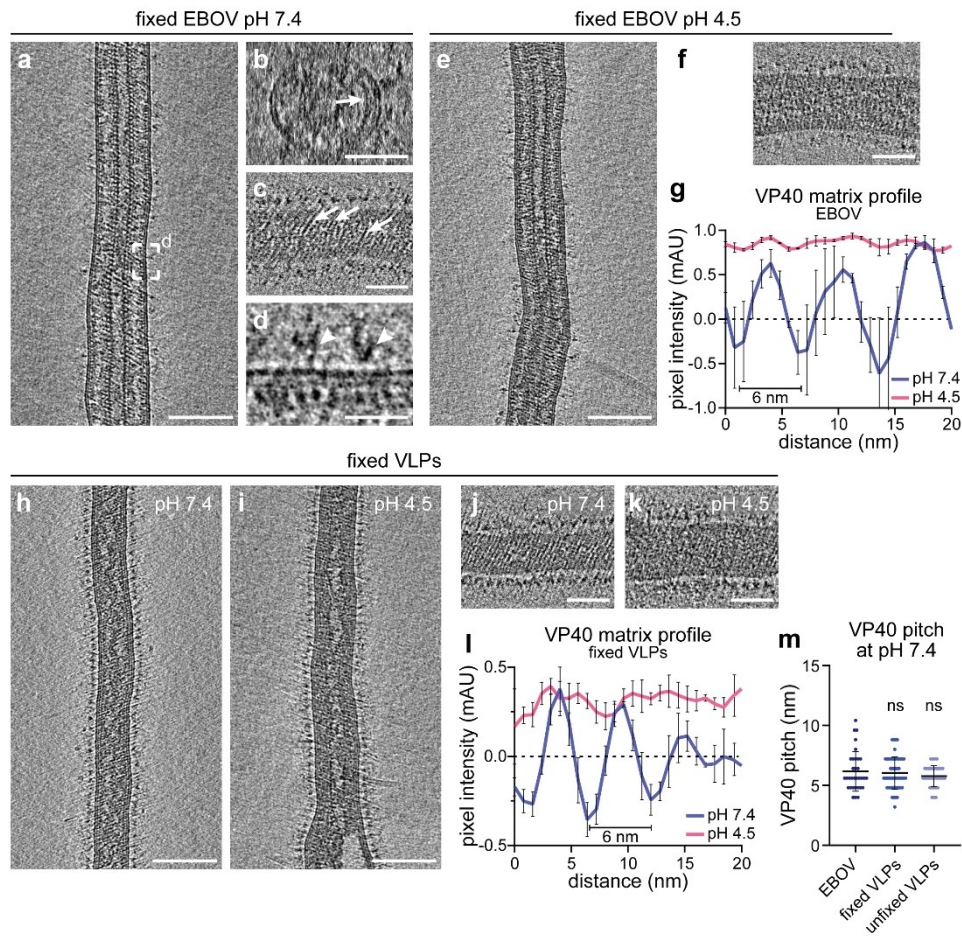 fixed EBOV pH 7.4
fixed EBOV pH 4.5
a
b
c
d
d
e
f
g
VP40 matrix profile
EBOV
pixel intensity (mAU)
1.0
0.5
0.0
-0.5
-1.0
6 nm
pH 7.4
pH 4.5
0
5
10
15
20
distance (nm)
fixed VLPs
h
pH 7.4
i
pH 4.5
j
pH 7.4
k
pH 4.5
l
VP40 matrix profile
fixed VLPs
pixel intensity (mAU)
0.5
0.0
-0.5
6 nm
pH 7.4
pH 4.5
0
5
10
15
20
distance (nm)
m
VP40 pitch
at pH 7.4
VP40 pitch (nm)
15
10
5
0
ns
ns
EBOV
fixed VLPs
unfixed VLPs